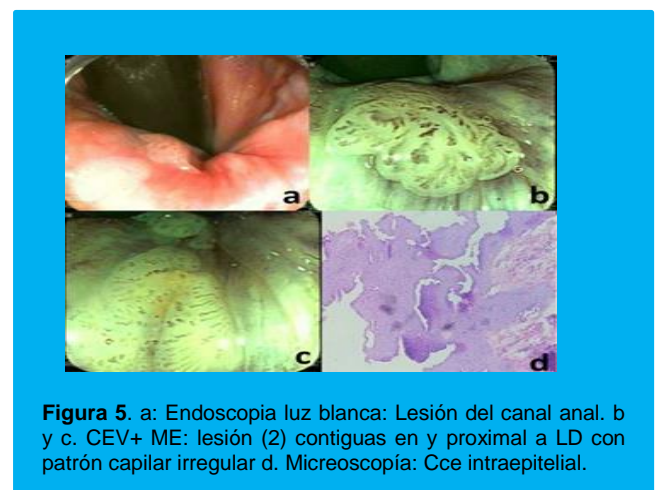 a
b
c
d
Figura 5. a: Endoscopia luz blanca: Lesión del canal anal. b
y c. CEV+ ME: lesión (2) contiguas en y proximal a LD con
patrón capilar irregular d. Micreoscopía: Cce intraepitelial.